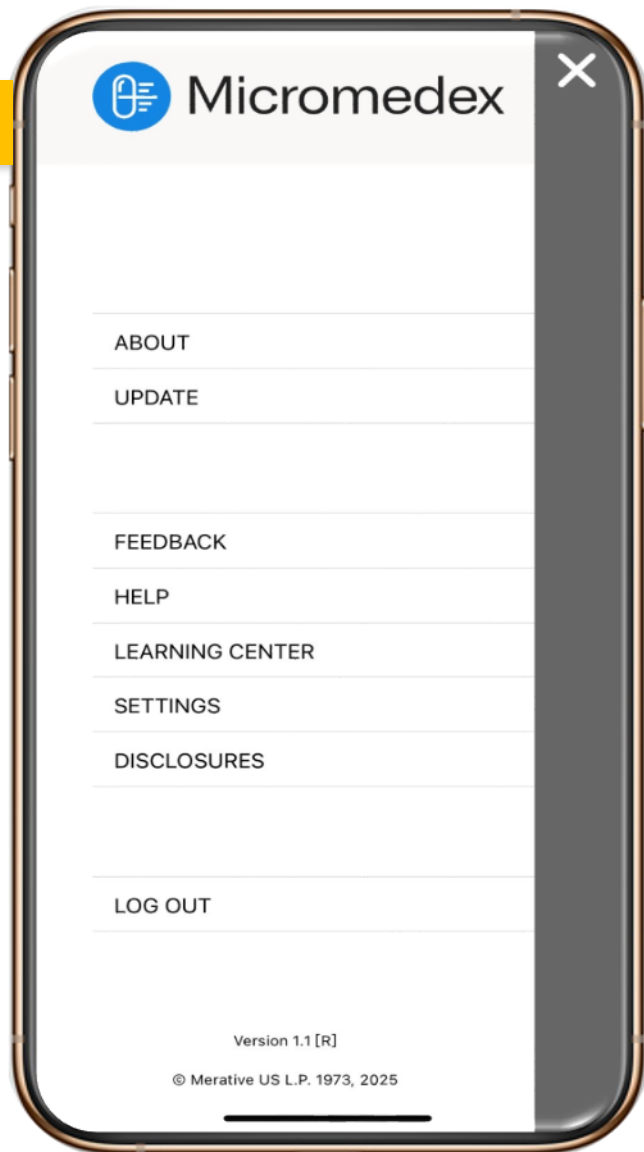 Micromedex
ABOUT
UPDATE
FEEDBACK
HELP
LEARNING CENTER
SETTINGS
DISCLOSURES
LOG OUT
Version 1.1 [R]
© Merative US L.P. 1973, 2025